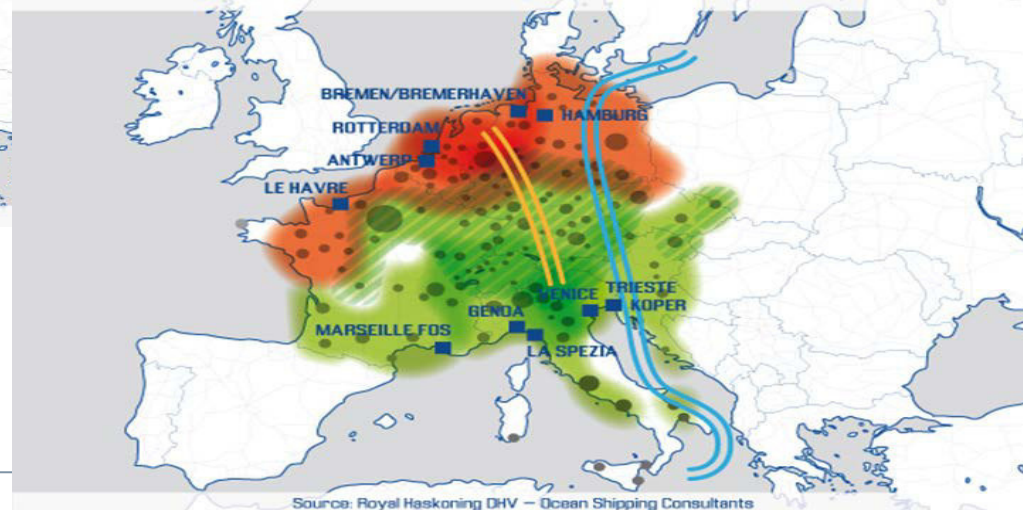 BREMEN/BREMERHAVEN
HAMBURG
ROTTERDAM
ANTWERP
LE HAVRE
VENICE
TRIESTE
KOPER
GENOA
MARSEILLE FOS
LA SPEZIA
Source: Royal Haskoning DHV – Ocean Shipping Consultants